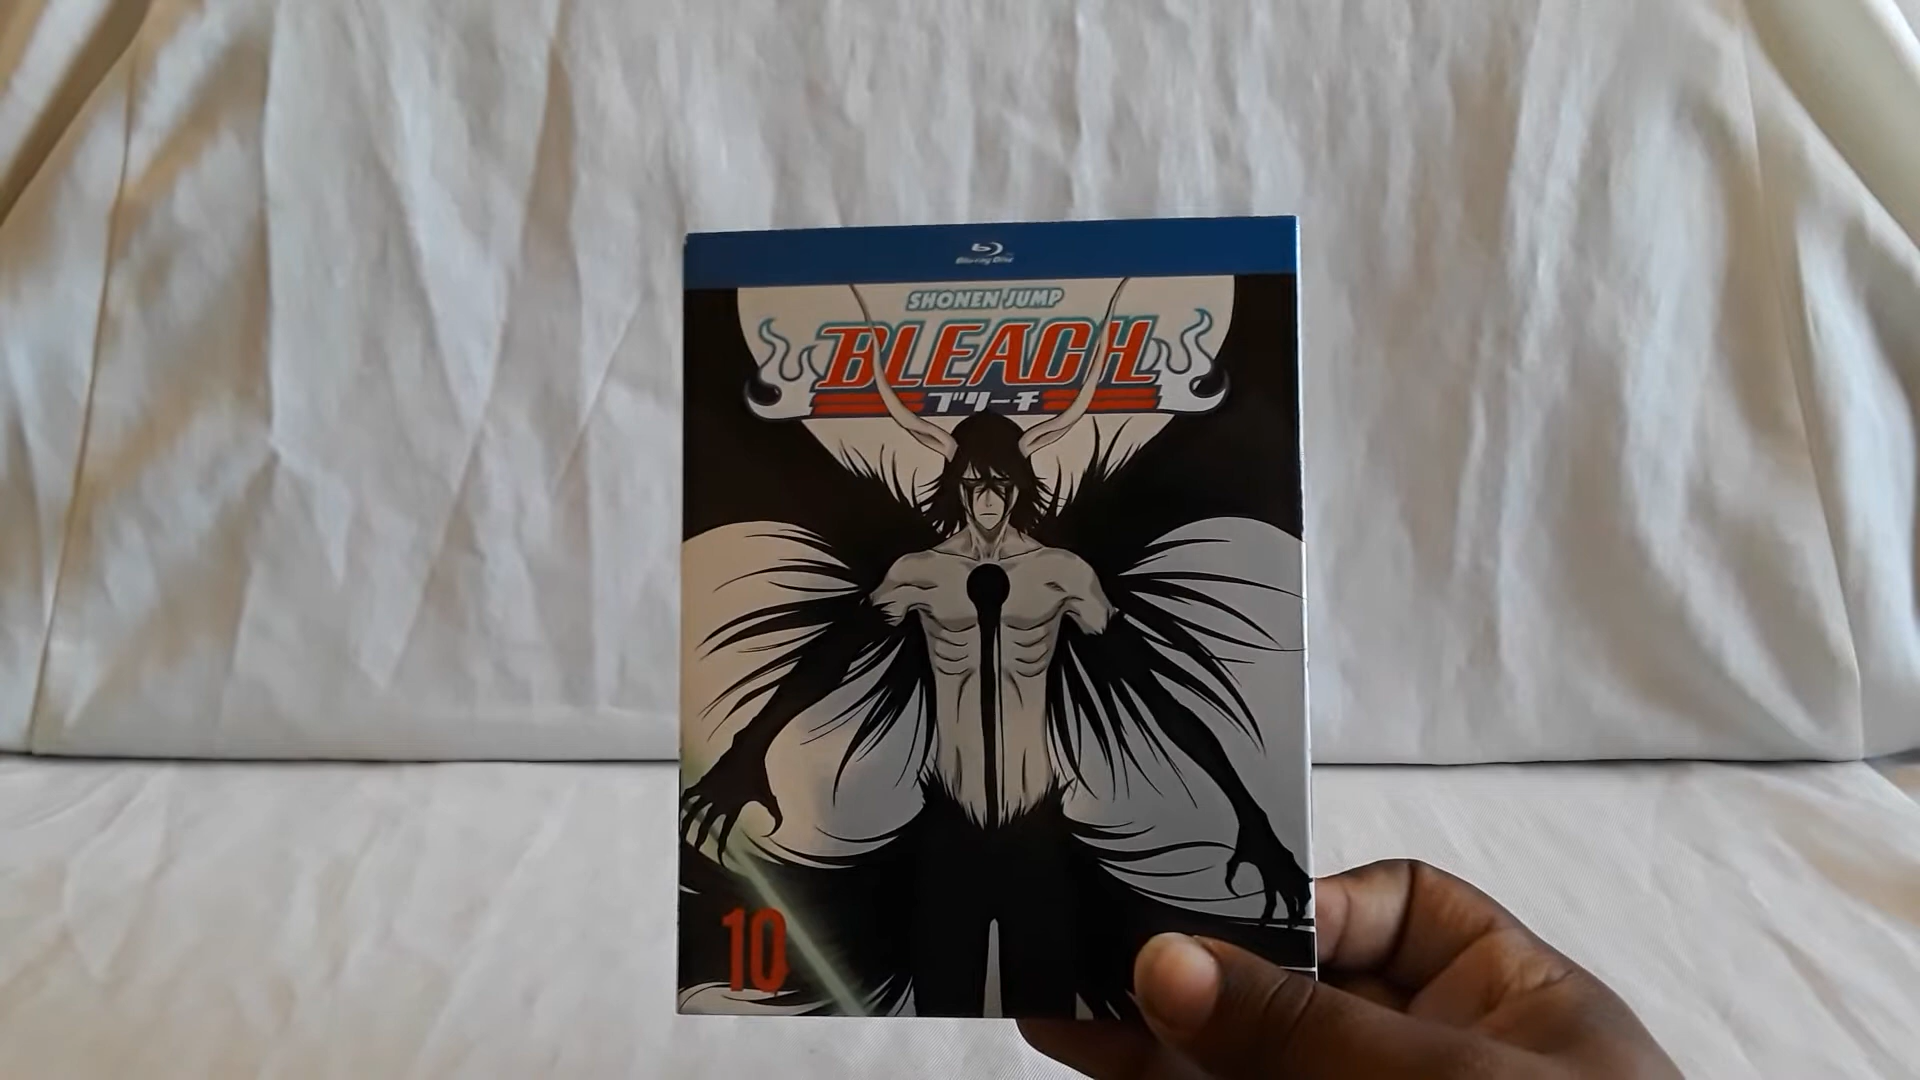 Blu-ray Disc
SHONEN JUMP
BLEACH
ブリーチ
10